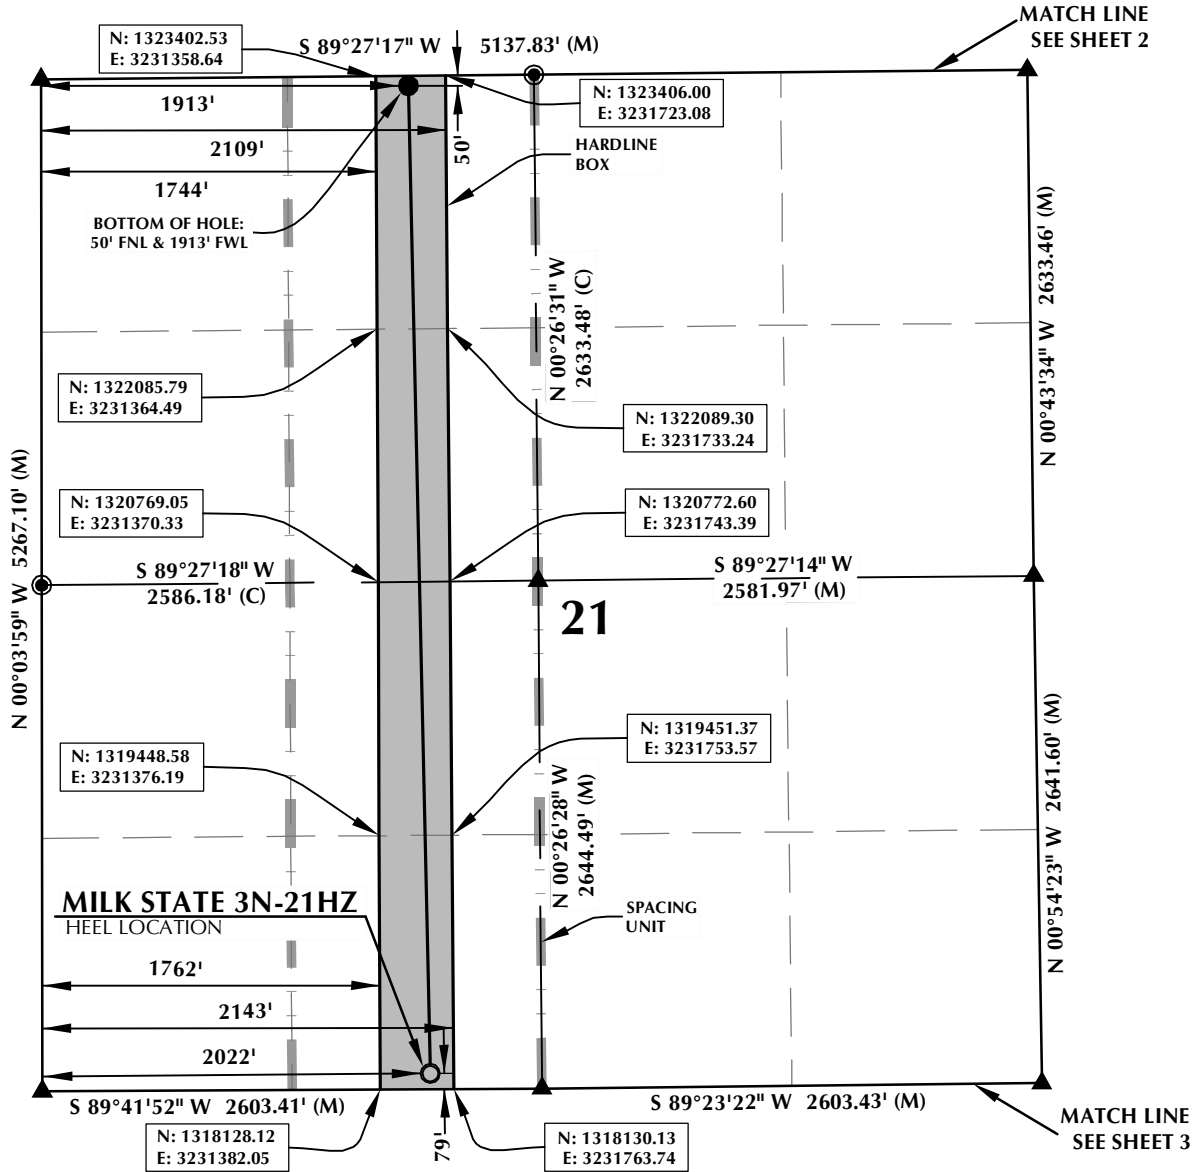 MATCH LINE
SEE SHEET 2
N: 1323402.53
E: 3231358.64
S 89°27'17" W 5137.83' (M)
N: 1323406.00
E: 3231723.08
1913'
50'
2109'
HARDLINE
BOX
1744'
BOTTOM OF HOLE:
50' FNL & 1913' FWL
N 00°26'31" W
2633.48' (C)
N 00°43'34" W 2633.46' (M)
N: 1322085.79
E: 3231364.49
N: 1322089.30
E: 3231733.24
N 00°03'59" W 5267.10' (M)
N: 1320769.05
E: 3231370.33
N: 1320772.60
E: 3231743.39
S 89°27'18" W
2586.18' (C)
S 89°27'14" W
2581.97' (M)
21
N: 1319448.58
E: 3231376.19
N: 1319451.37
E: 3231753.57
N 00°26'28" W
2644.49' (M)
N 00°54'23" W 2641.60' (M)
MILK STATE 3N-21HZ
HEEL LOCATION
SPACING
UNIT
1762'
2143'
2022'
S 89°41'52" W 2603.41' (M)
S 89°23'22" W 2603.43' (M)
79'
N: 1318128.12
E: 3231382.05
N: 1318130.13
E: 3231763.74
MATCH LINE
SEE SHEET 3